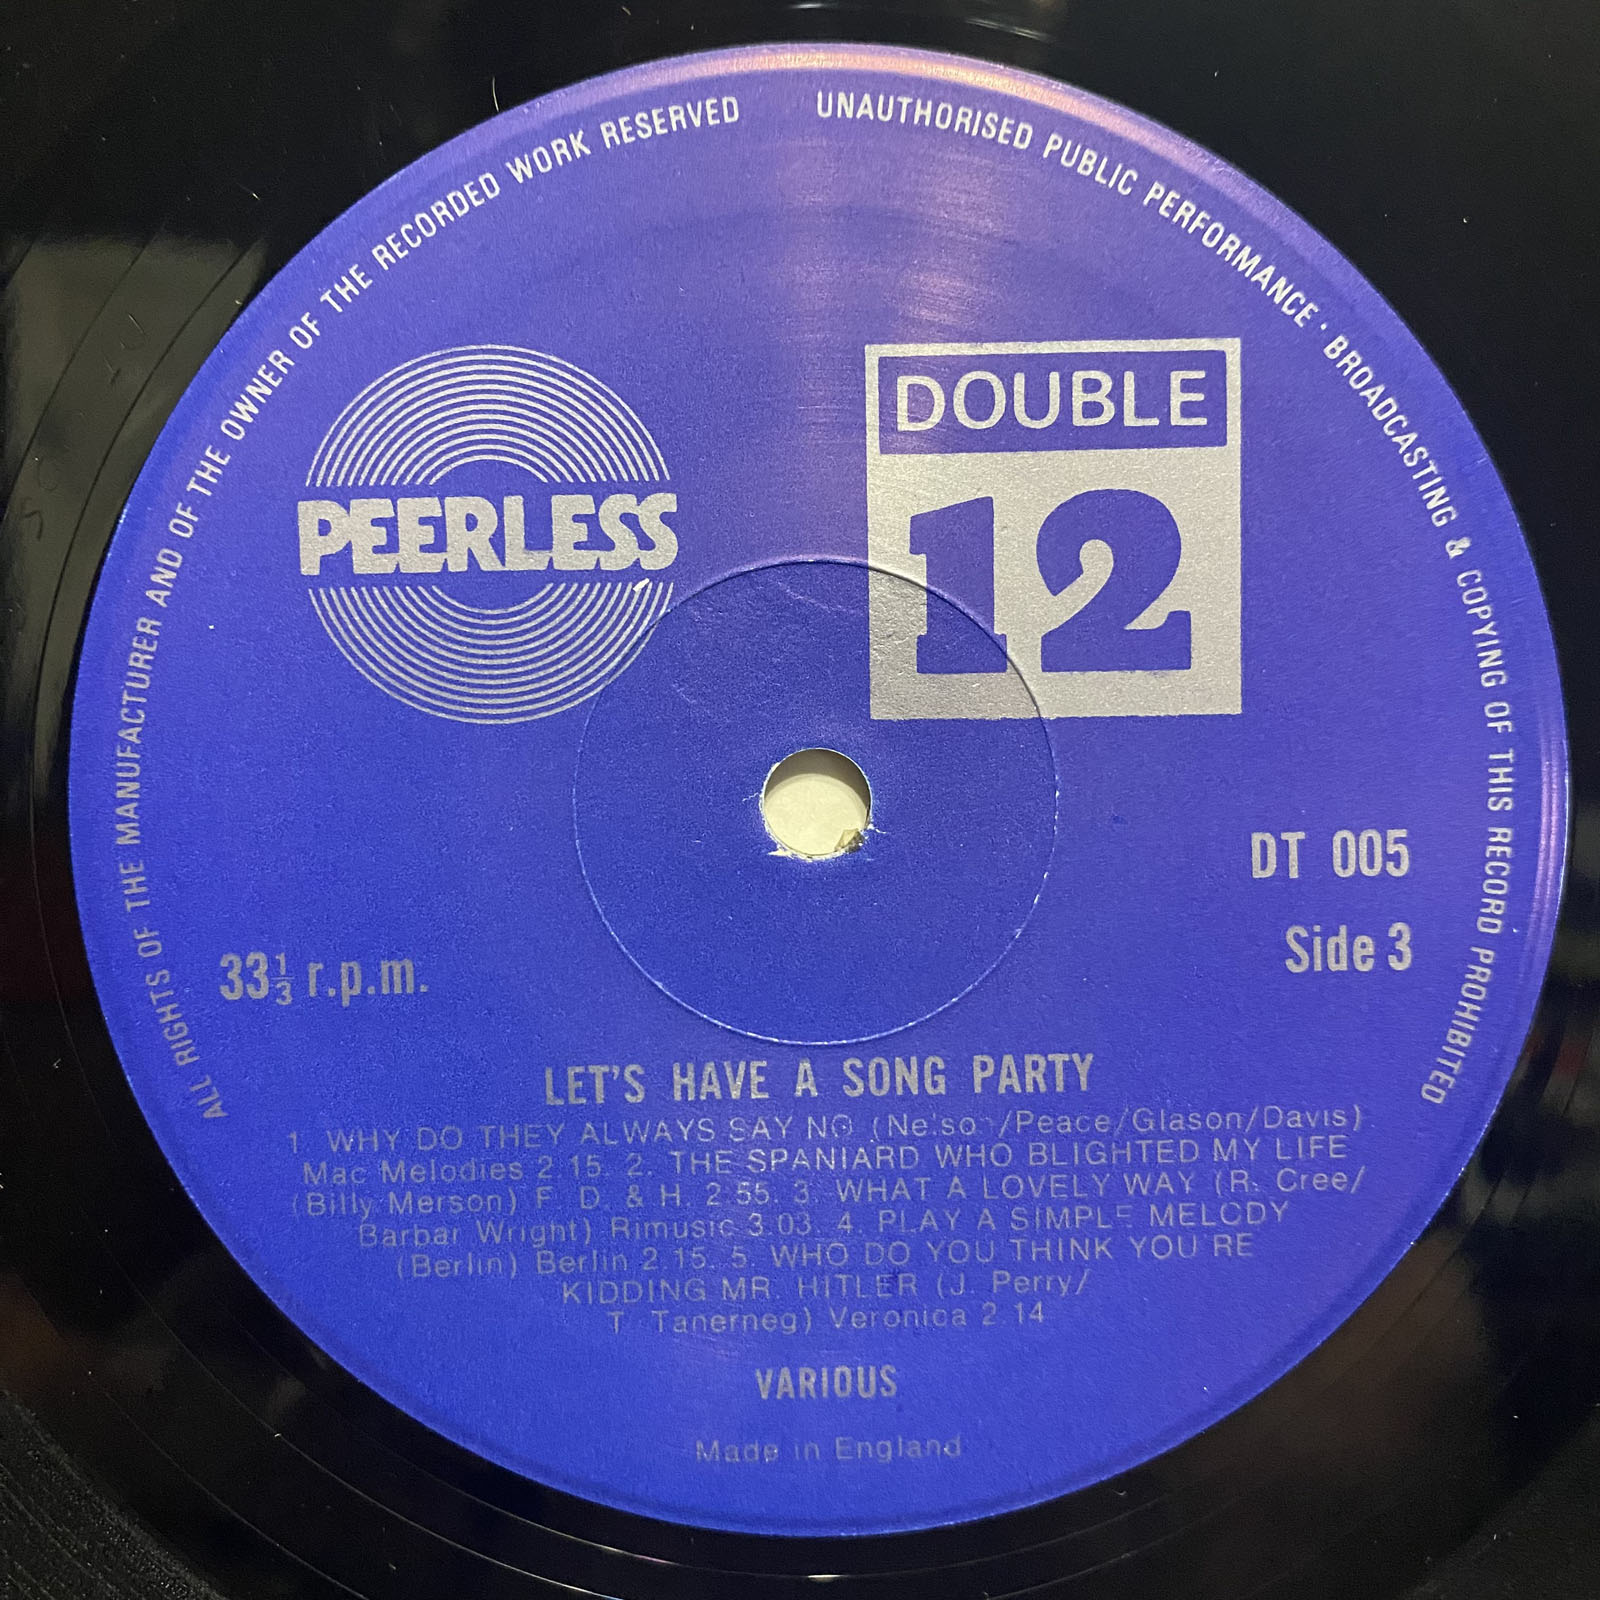 ALL RIGHTS OF THE MANUFACTURER AND OF THE OWNER OF THE RECORDED WORK RESERVED
UNAUTHORISED PUBLIC PERFORMANCE · BROADCASTING & COPYING OF THIS RECORD PROHIBITED
PEERLESS
DOUBLE
12
DT 005
Side 3
33 1/3 r.p.m.
LET'S HAVE A SONG PARTY
1. WHY DO THEY ALWAYS SAY NO (Nelson/Peace/Glason/Davis)
Mac Melodies 2.15. 2. THE SPANIARD WHO BLIGHTED MY LIFE
(Billy Merson) F. D. & H. 2.55. 3. WHAT A LOVELY WAY (R. Cree/
Barbar Wright) Rimusic 3.03. 4. PLAY A SIMPLE MELODY
(Berlin) Berlin 2.15. 5. WHO DO YOU THINK YOU'RE
KIDDING MR. HITLER (J. Perry/
T. Tanerneg) Veronica 2.14
VARIOUS
Made in England